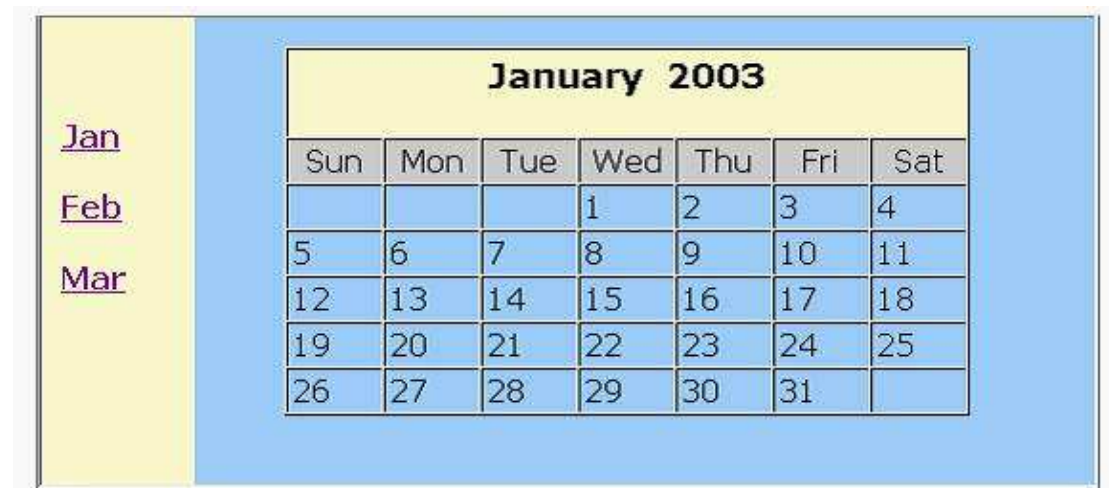 Jan
Feb
Mar
January 2003
Sun Mon Tue Wed Thu Fri Sat
1 2 3 4
5 6 7 8 9 10 11
12 13 14 15 16 17 18
19 20 21 22 23 24 25
26 27 28 29 30 31